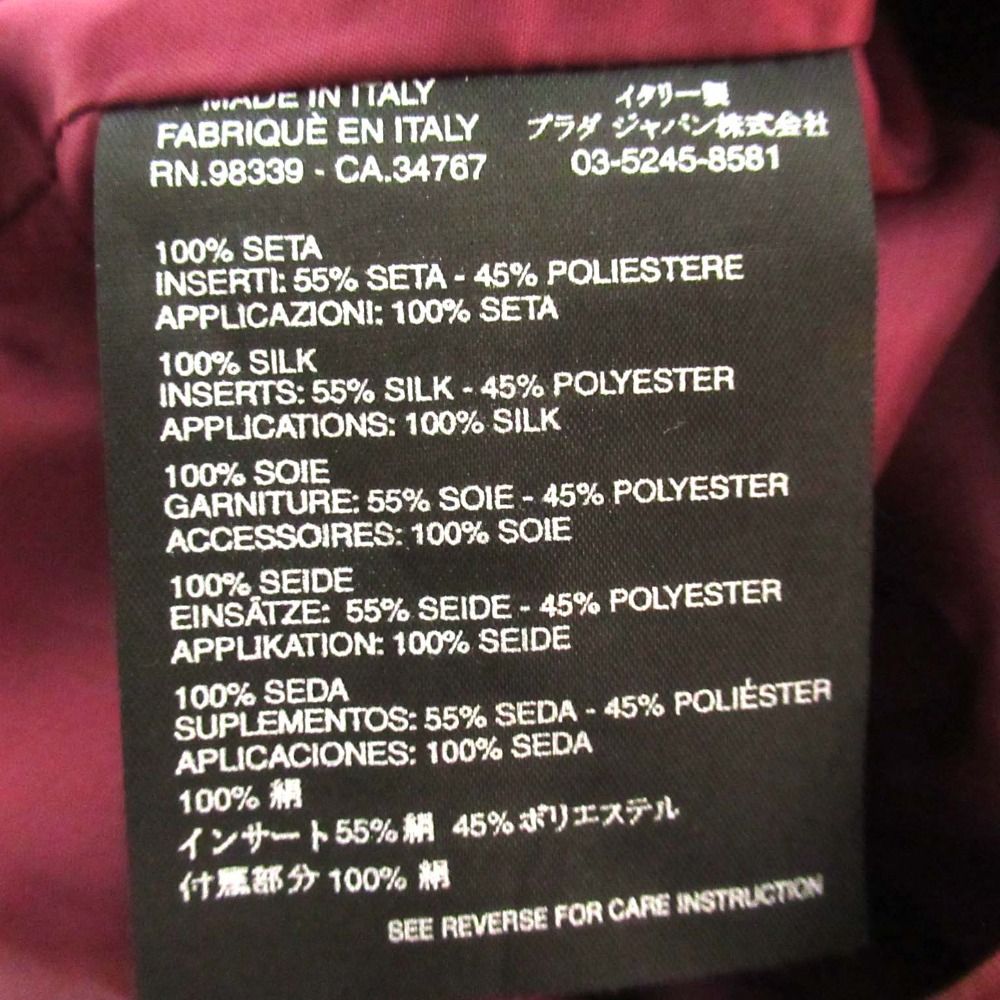 MADE IN ITALY
FABRIQUÈ EN ITALY
RN.98339 - CA.34767
イタリー製
プラダ ジャパン株式会社
03-5245-8581
100% SETA
INSERTI: 55% SETA - 45% POLIESTERE
APPLICAZIONI: 100% SETA
100% SILK
INSERTS: 55% SILK - 45% POLYESTER
APPLICATIONS: 100% SILK
100% SOIE
GARNITURE: 55% SOIE - 45% POLYESTER
ACCESSOIRES: 100% SOIE
100% SEIDE
EINSÄTZE: 55% SEIDE - 45% POLYESTER
APPLIKATION: 100% SEIDE
100% SEDA
SUPLEMENTOS: 55% SEDA - 45% POLIÉSTER
APLICACIONES: 100% SEDA
100% 絹
インサート55% 絹 45% ポリエステル
付属部分 100% 絹
SEE REVERSE FOR CARE INSTRUCTION